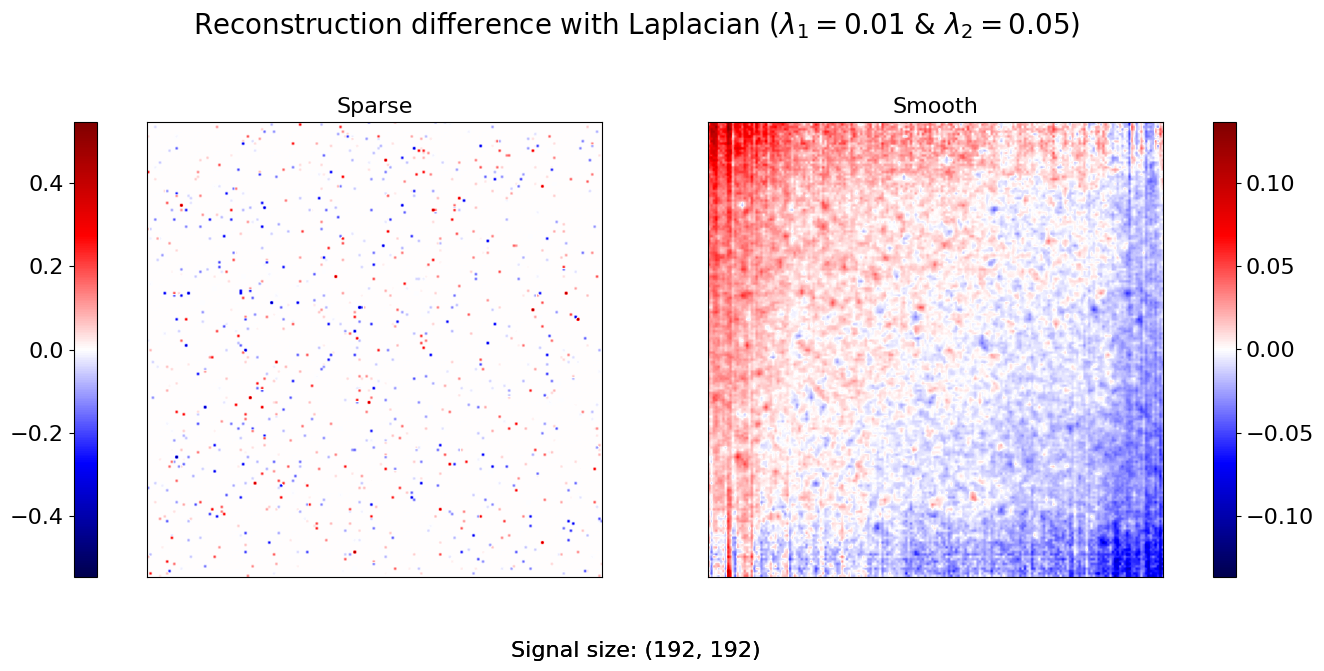 Reconstruction difference with Laplacian (λ₁ = 0.01 & λ₂ = 0.05)
Sparse
Smooth
0.4
0.2
0.0
−0.2
−0.4
0.10
0.05
0.00
−0.05
−0.10
Signal size: (192, 192)